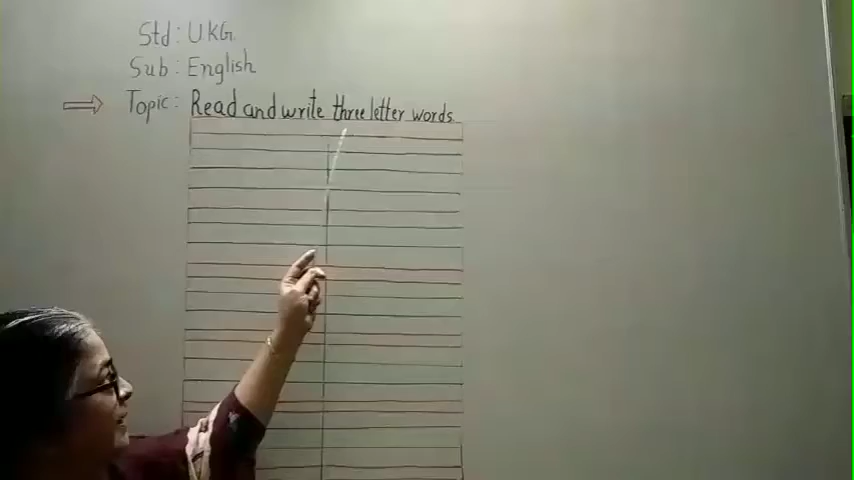 Std : UKG
Sub : English
Topic : Read and write three letter words.